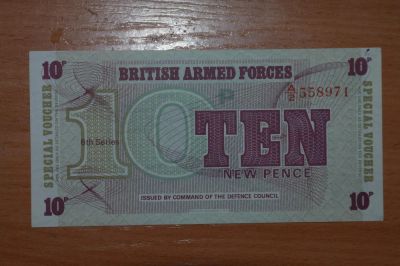 10P BRITISH ARMED FORCES 10P
A/2 558971
SPECIAL VOUCHER
10
P
6th Series
TEN
NEW PENCE
SPECIAL VOUCHER
10P ISSUED BY COMMAND OF THE DEFENCE COUNCIL 10P